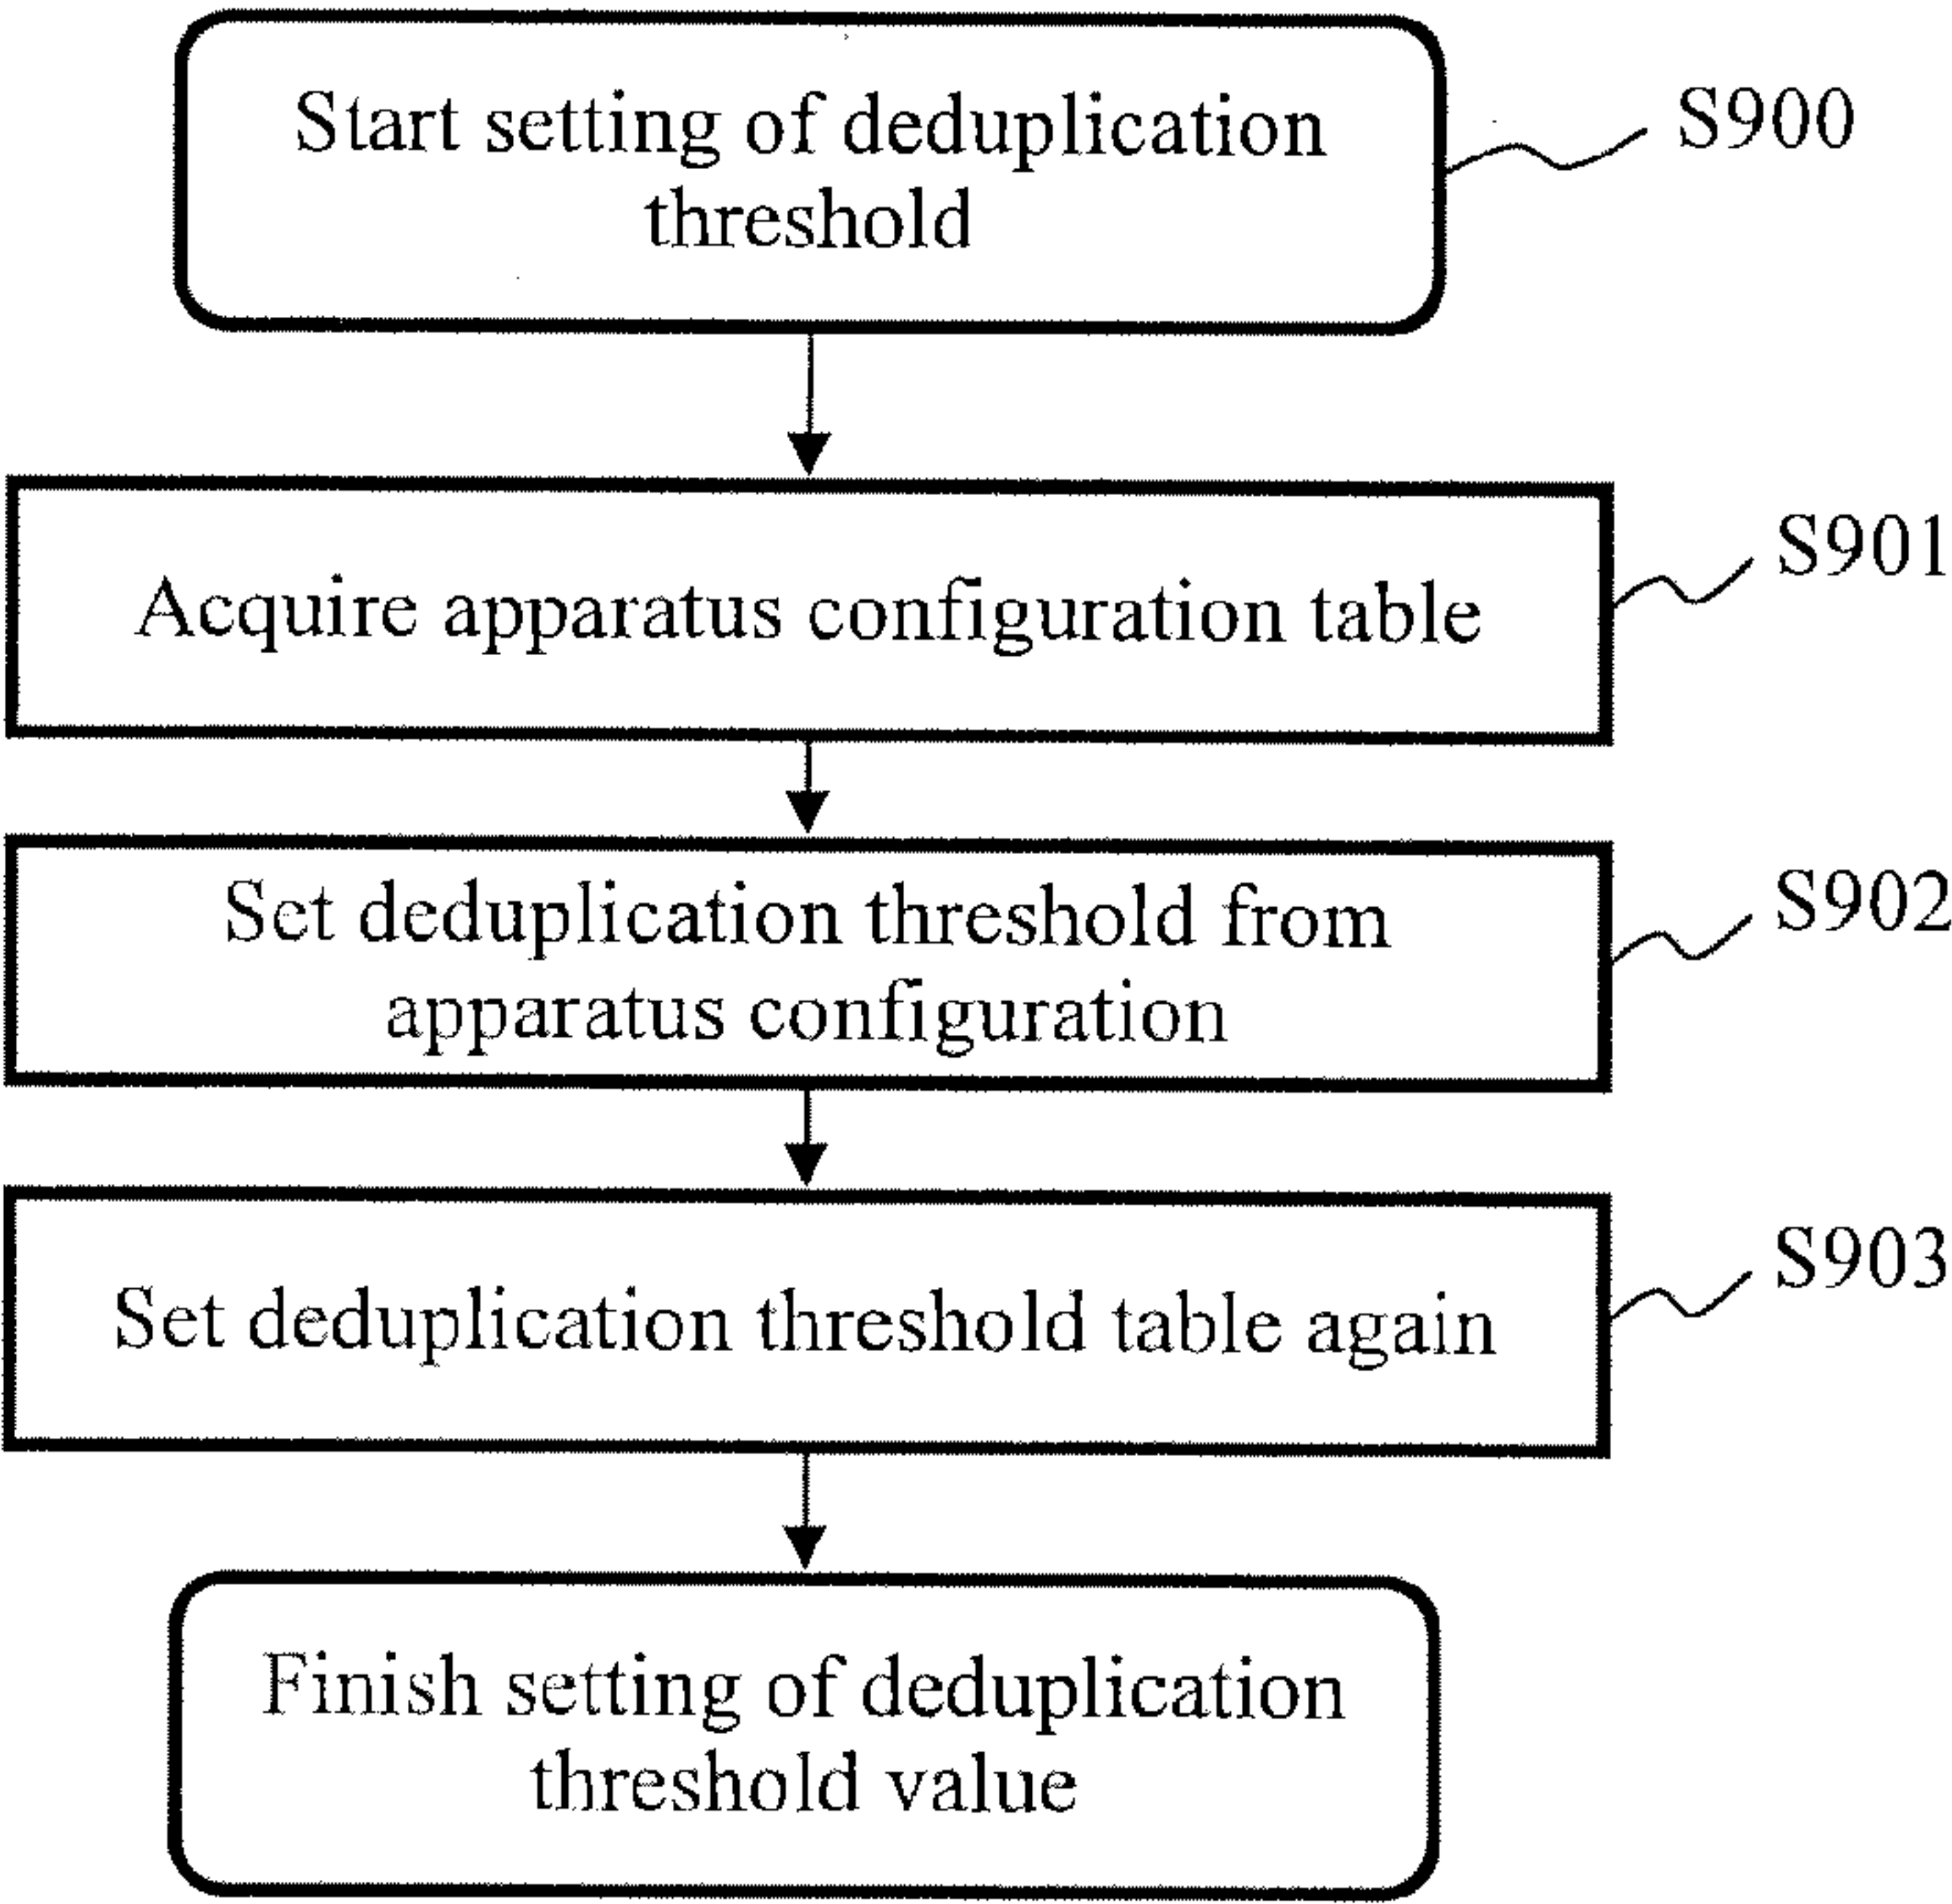 Start setting of deduplication
threshold
S900
Acquire apparatus configuration table
S901
Set deduplication threshold from
apparatus configuration
S902
Set deduplication threshold table again
S903
Finish setting of deduplication
threshold value